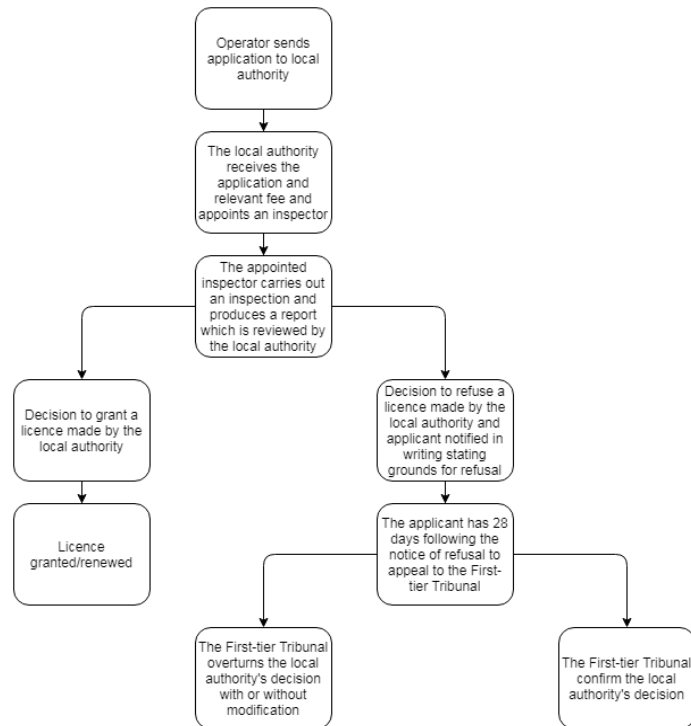 Operator sends
application to local
authority
The local authority
receives the
application and
relevant fee and
appoints an inspector
The appointed
inspector carries out
an inspection and
produces a report
which is reviewed by
the local authority
Decision to grant a
licence made by the
local authority
Decision to refuse a
licence made by the
local authority and
applicant notified in
writing stating
grounds for refusal
Licence
granted/renewed
The applicant has 28
days following the
notice of refusal to
appeal to the First-
tier Tribunal
The First-tier Tribunal
overturns the local
authority's decision
with or without
modification
The First-tier Tribunal
confirm the local
authority's decision